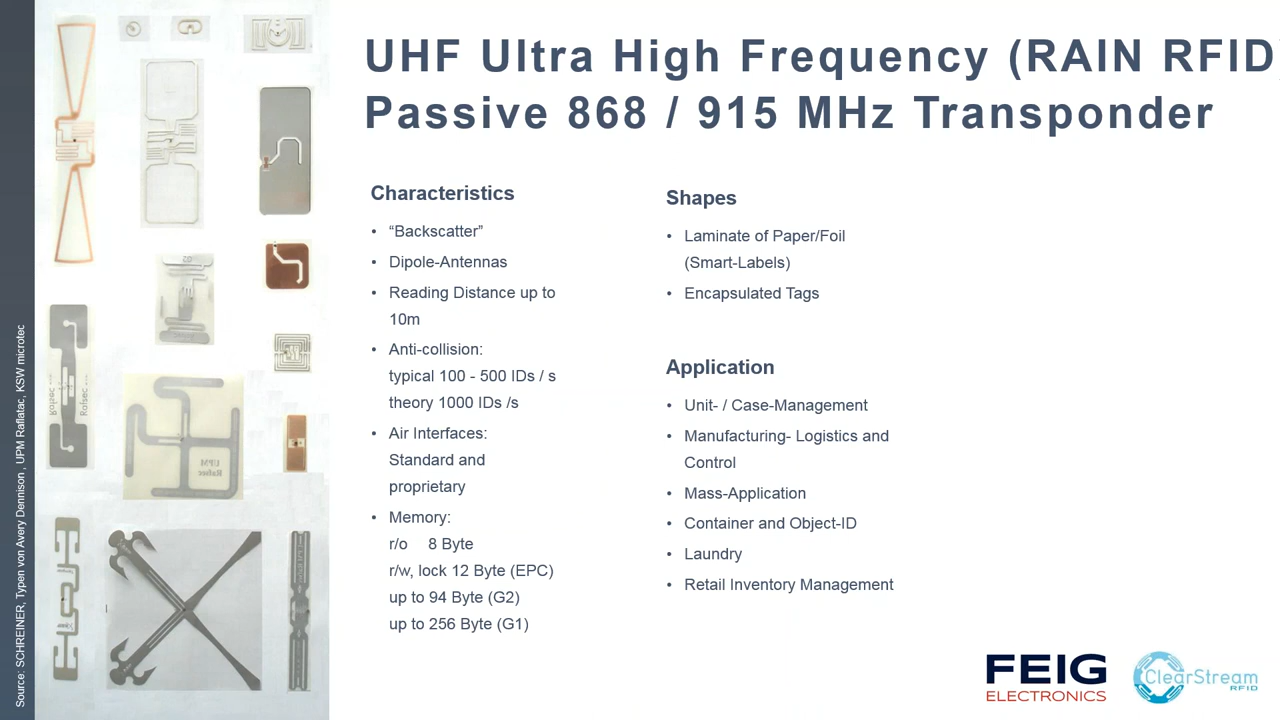 UHF Ultra High Frequency (RAIN RFID)
Passive 868 / 915 MHz Transponder
Characteristics
• “Backscatter”
• Dipole-Antennas
• Reading Distance up to
10m
• Anti-collision:
typical 100 - 500 IDs / s
theory 1000 IDs /s
• Air Interfaces:
Standard and
proprietary
• Memory:
r/o 8 Byte
r/w, lock 12 Byte (EPC)
up to 94 Byte (G2)
up to 256 Byte (G1)
Shapes
• Laminate of Paper/Foil
(Smart-Labels)
• Encapsulated Tags
Application
• Unit- / Case-Management
• Manufacturing- Logistics and
Control
• Mass-Application
• Container and Object-ID
• Laundry
• Retail Inventory Management
Source: SCHREINER, Typen von Avery Dennison , UPM Raflatac, KSW microtec
Rafsec
Rafsec
UPM
Rafsec
FEIG
ELECTRONICS
ClearStream
RFID